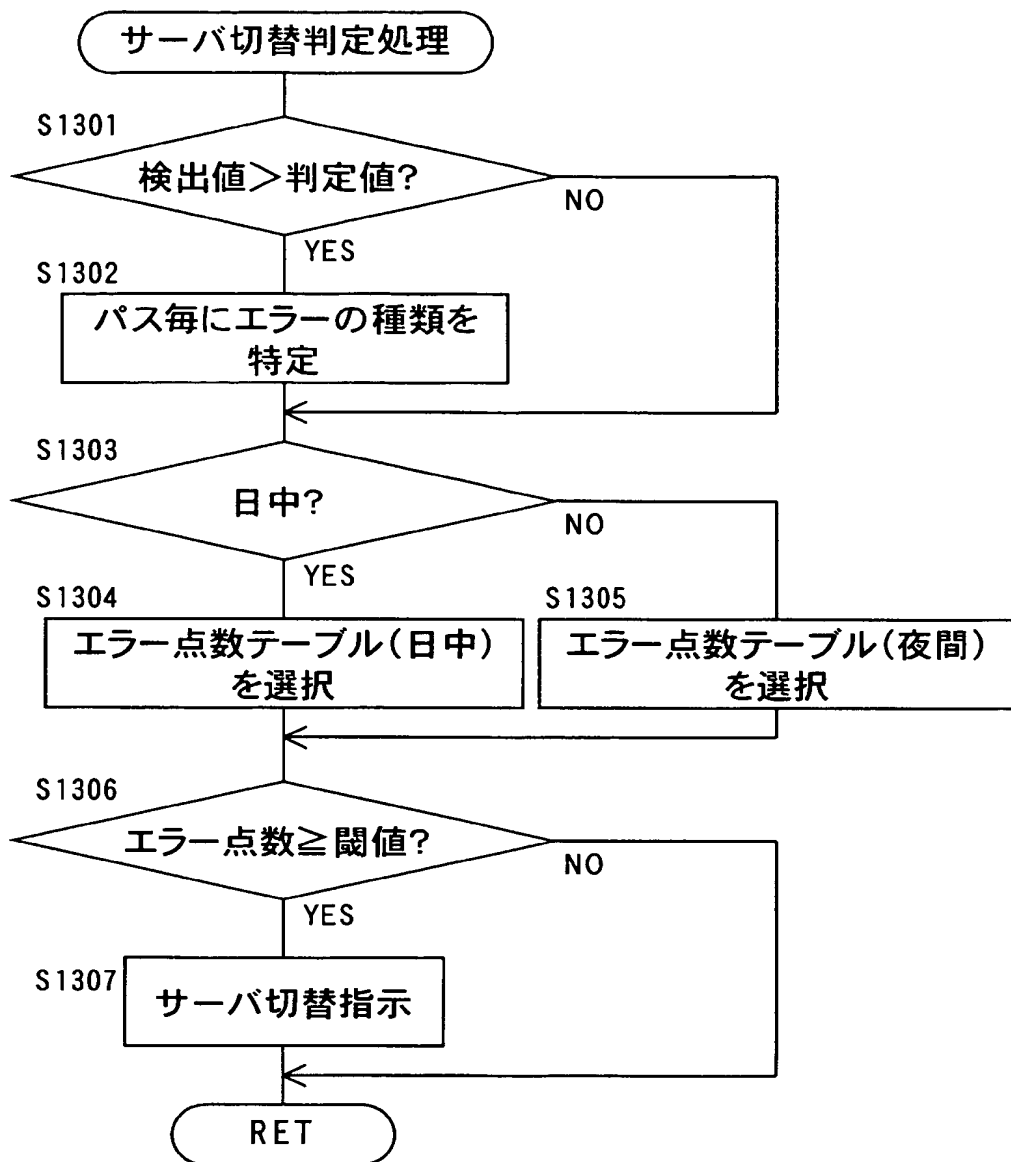 サーバ切替判定処理
S1301
検出値>判定値?
NO
YES
S1302
パス毎にエラーの種類を
特定
S1303
日中?
NO
YES
S1304
エラー点数テーブル(日中)
を選択
S1305
エラー点数テーブル(夜間)
を選択
S1306
エラー点数≧閾値?
NO
YES
S1307
サーバ切替指示
RET